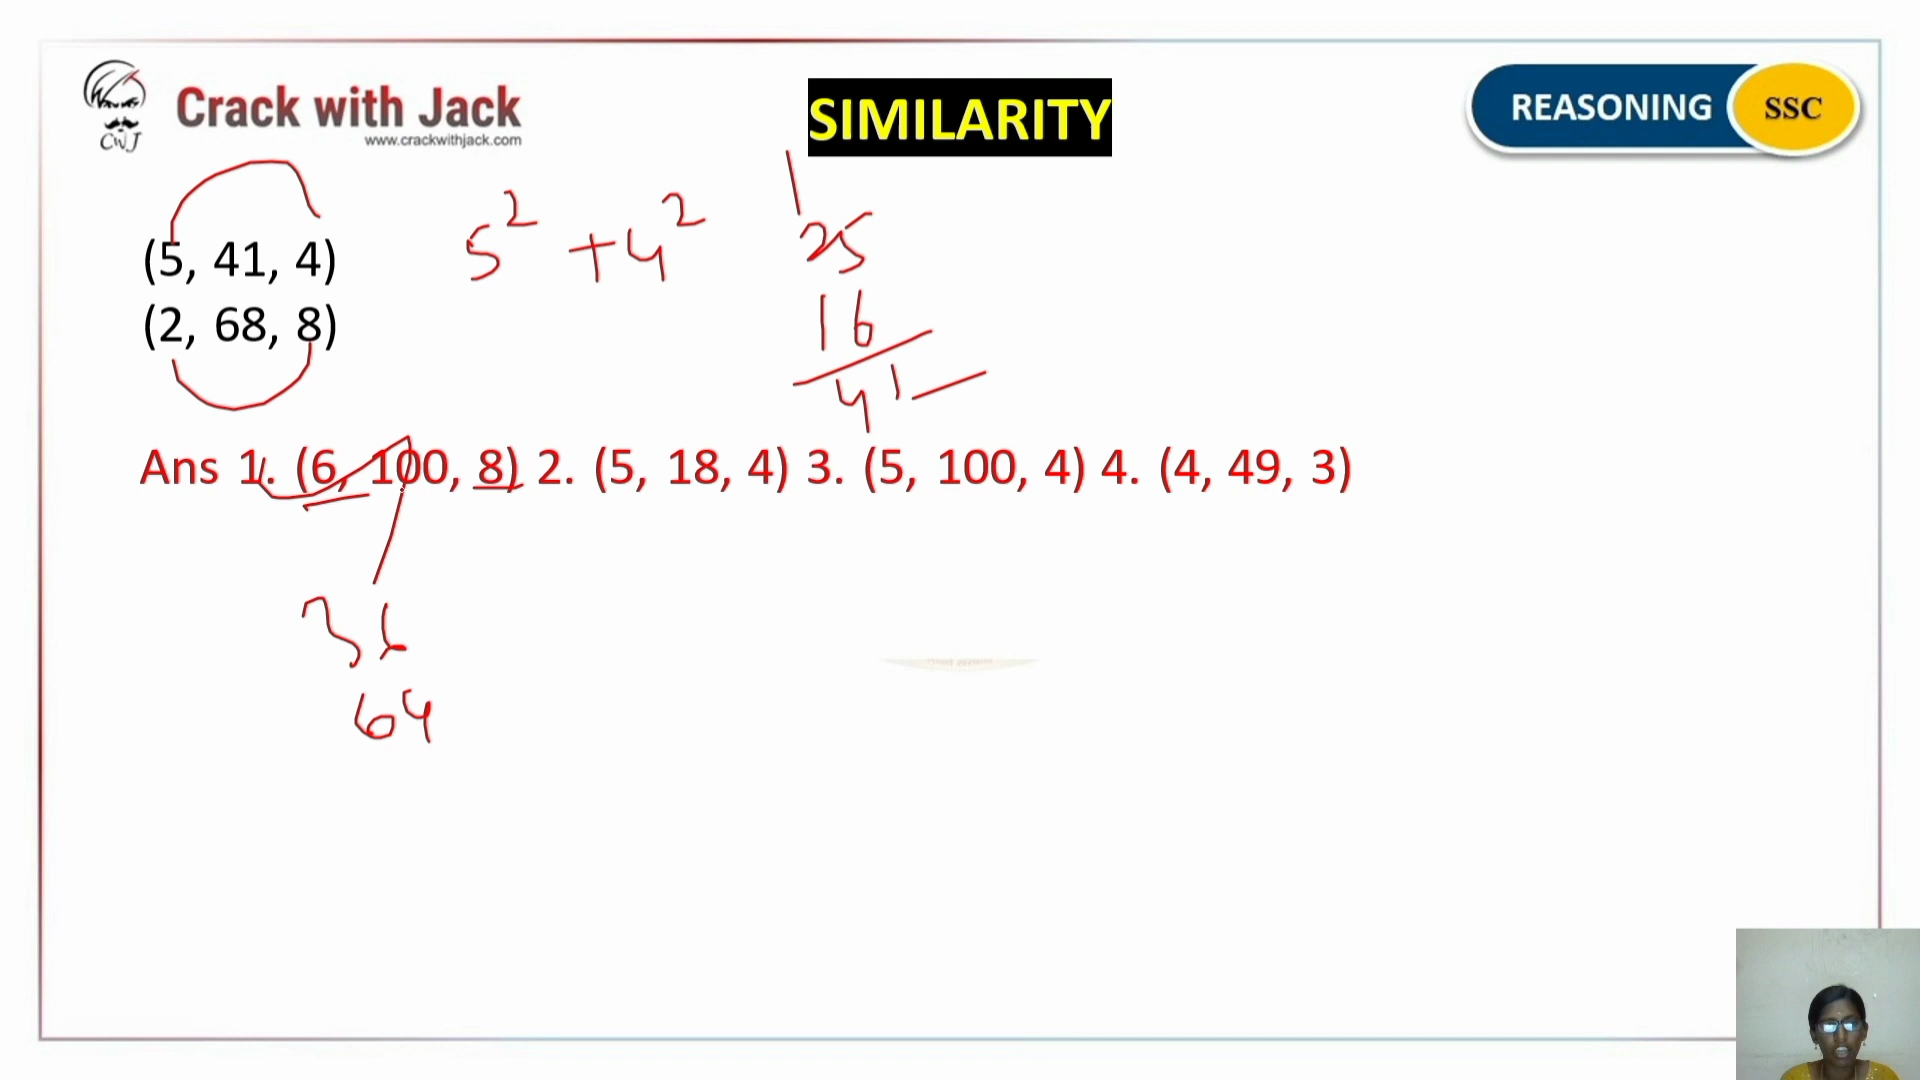 Crack with Jack
www.crackwithjack.com
CWJ
SIMILARITY
REASONING SSC
(5, 41, 4)
(2, 68, 8)
5² + 4²
25
16
41
Ans 1. (6, 100, 8) 2. (5, 18, 4) 3. (5, 100, 4) 4. (4, 49, 3)
36
64